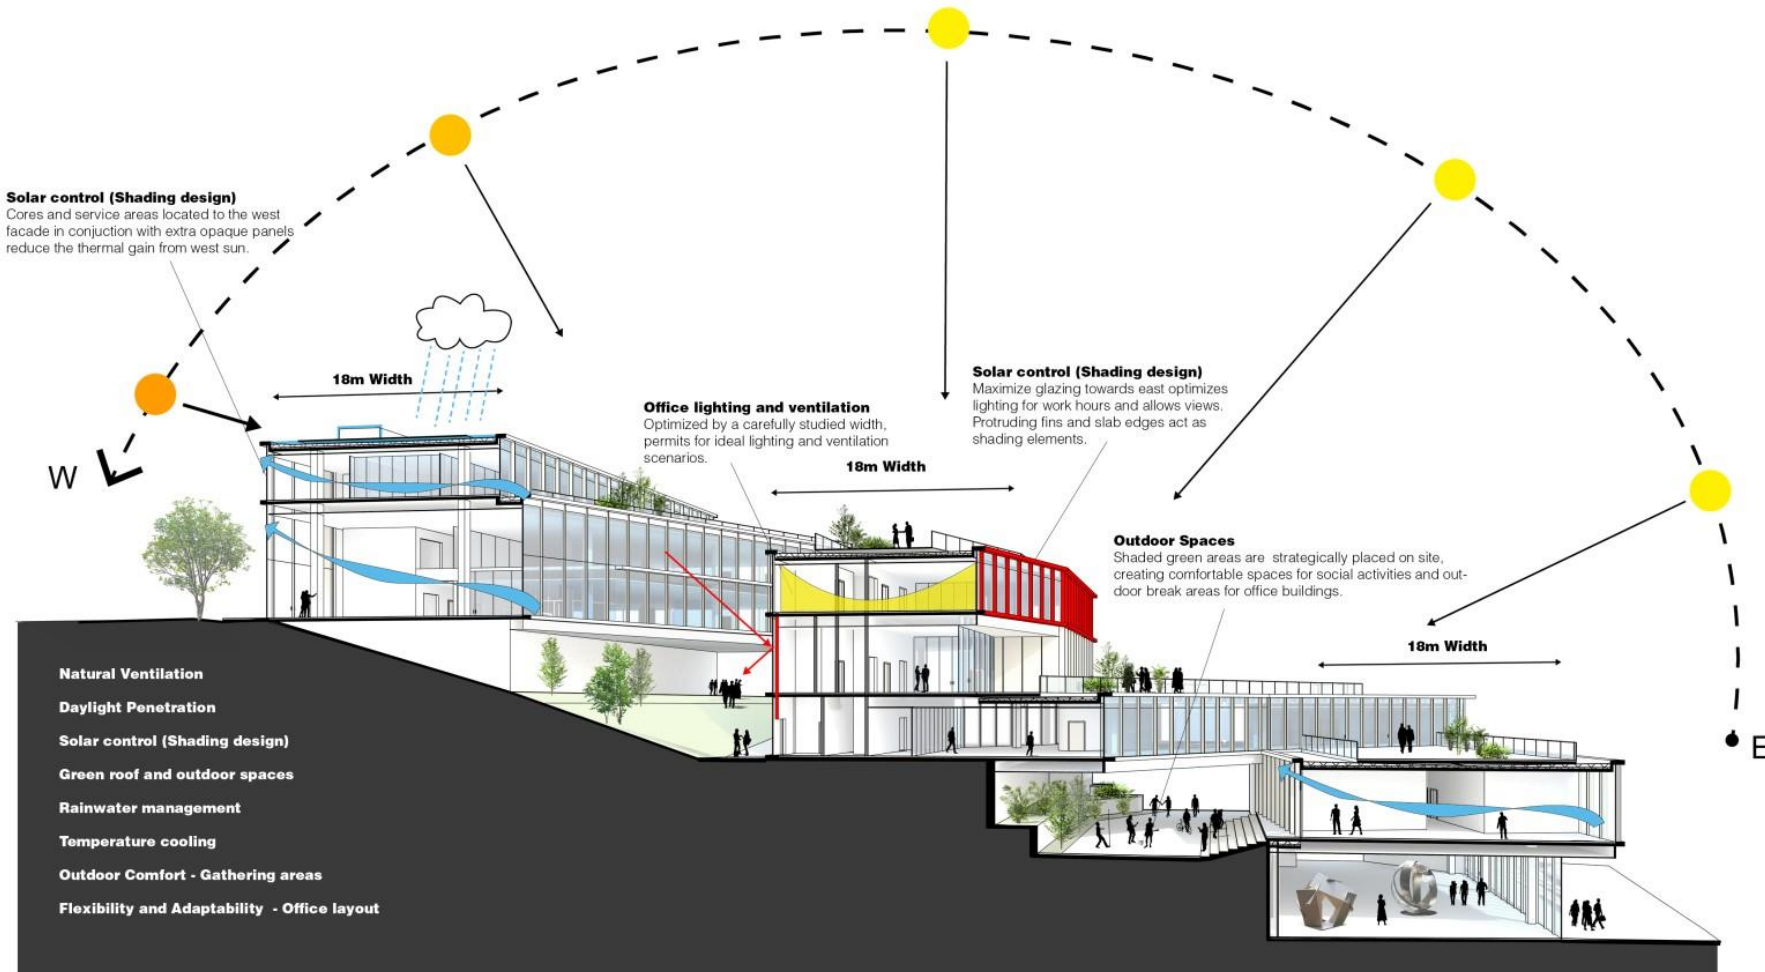 Solar control (Shading design)
Cores and service areas located to the west
facade in conjuction with extra opaque panels
reduce the thermal gain from west sun.
18m Width
W
Office lighting and ventilation
Optimized by a carefully studied width,
permits for ideal lighting and ventilation
scenarios.
Solar control (Shading design)
Maximize glazing towards east optimizes
lighting for work hours and allows views.
Protruding fins and slab edges act as
shading elements.
18m Width
Outdoor Spaces
Shaded green areas are strategically placed on site,
creating comfortable spaces for social activities and out-
door break areas for office buildings.
18m Width
E
Natural Ventilation
Daylight Penetration
Solar control (Shading design)
Green roof and outdoor spaces
Rainwater management
Temperature cooling
Outdoor Comfort - Gathering areas
Flexibility and Adaptability - Office layout